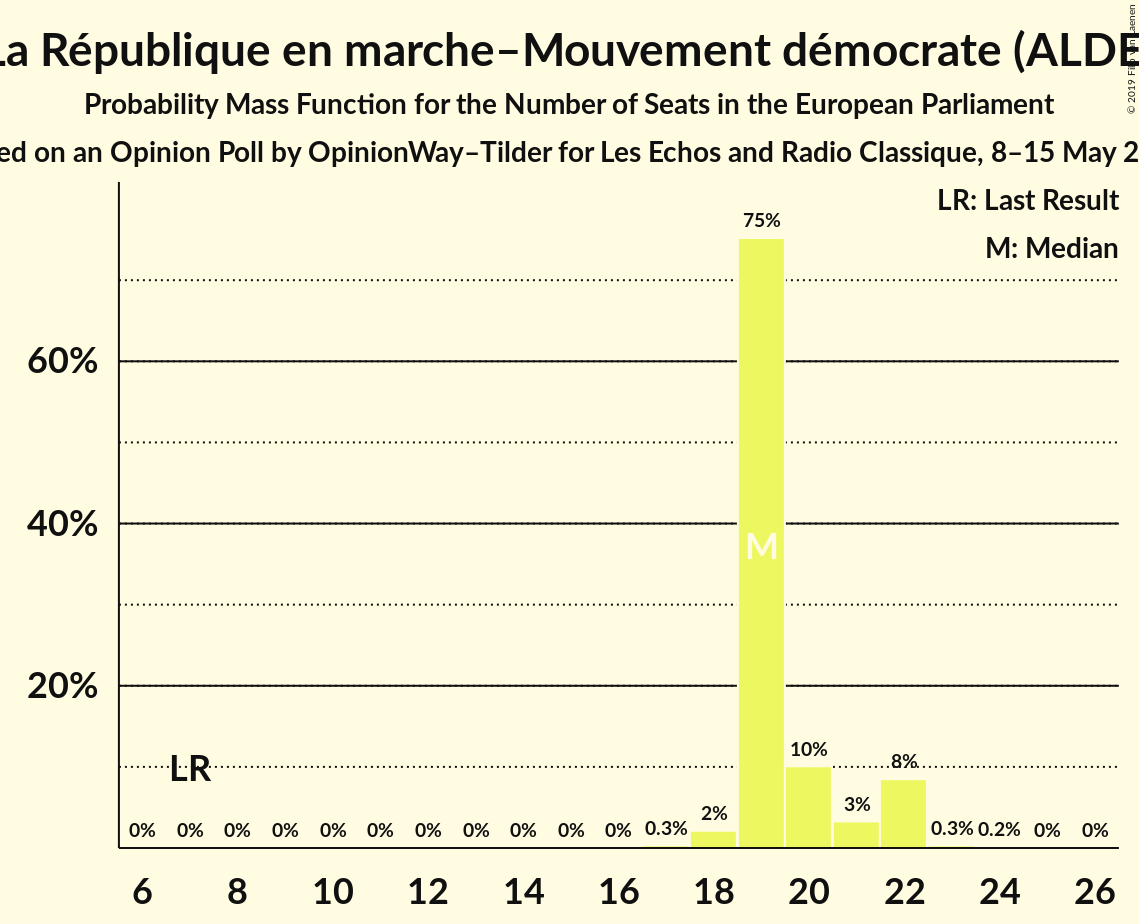 La République en marche–Mouvement démocrate (ALDE
Probability Mass Function for the Number of Seats in the European Parliament
ed on an Opinion Poll by OpinionWay–Tilder for Les Echos and Radio Classique, 8–15 May 2
© 2019
LR: Last Result
M: Median
75%
60%
40%
M
20%
LR
10%
8%
3%
2%
0% 0% 0% 0% 0% 0% 0% 0% 0% 0% 0% 0.3% 0.3% 0.2% 0% 0%
6 8 10 12 14 16 18 20 22 24 26